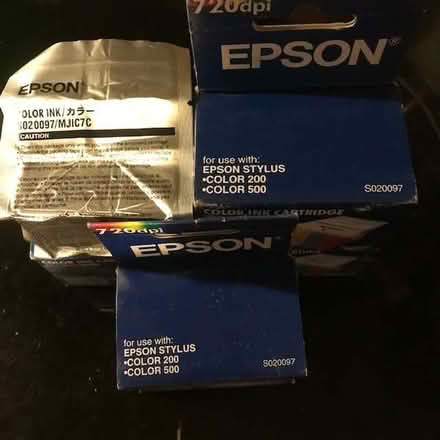 EPSON
COLOR INK/カラー
S020097/MJIC7C
CAUTION
720dpi
EPSON®
for use with:
EPSON STYLUS
•COLOR 200
•COLOR 500
S020097
COLOR INK CARTRIDGE
720dpi
EPSON®
for use with:
EPSON STYLUS
•COLOR 200
•COLOR 500
S020097